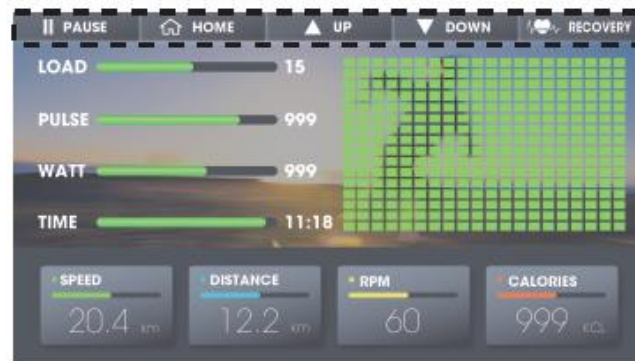 PAUSE HOME UP DOWN RECOVERY
LOAD 15
PULSE 999
WATT 999
TIME 11:18
SPEED DISTANCE RPM CALORIES
20.4 km 12.2 km 60 999 KCL